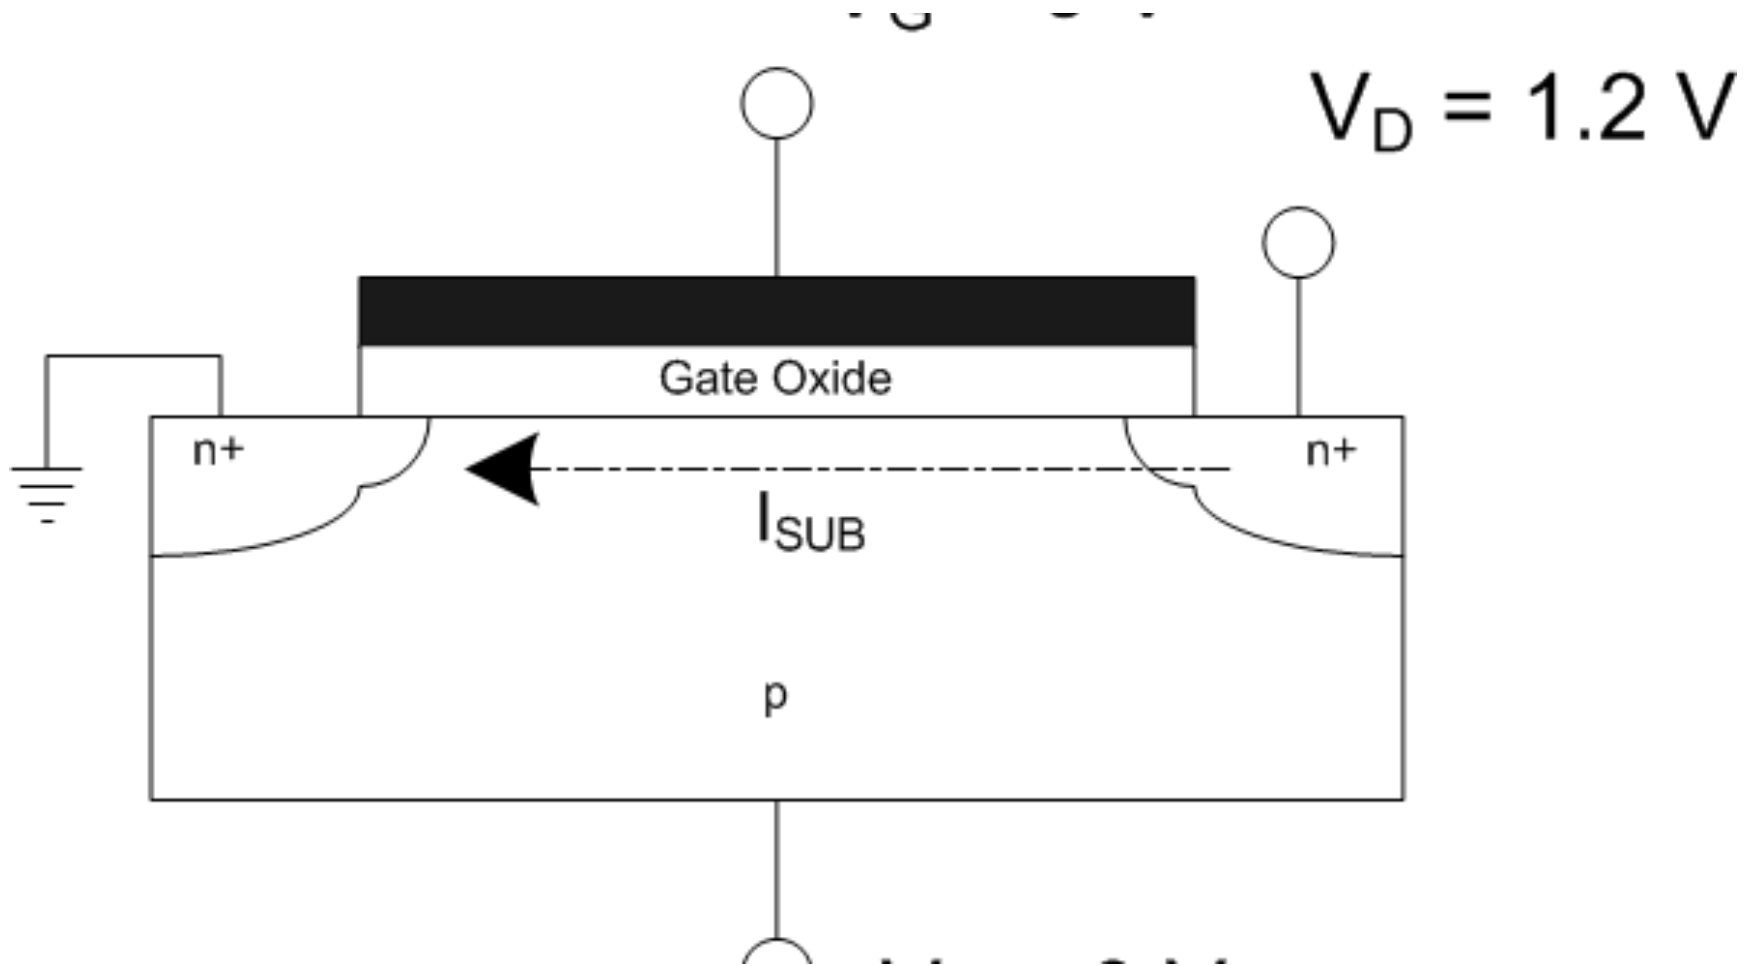 V_D = 1.2 V
Gate Oxide
n+
n+
I_SUB
p